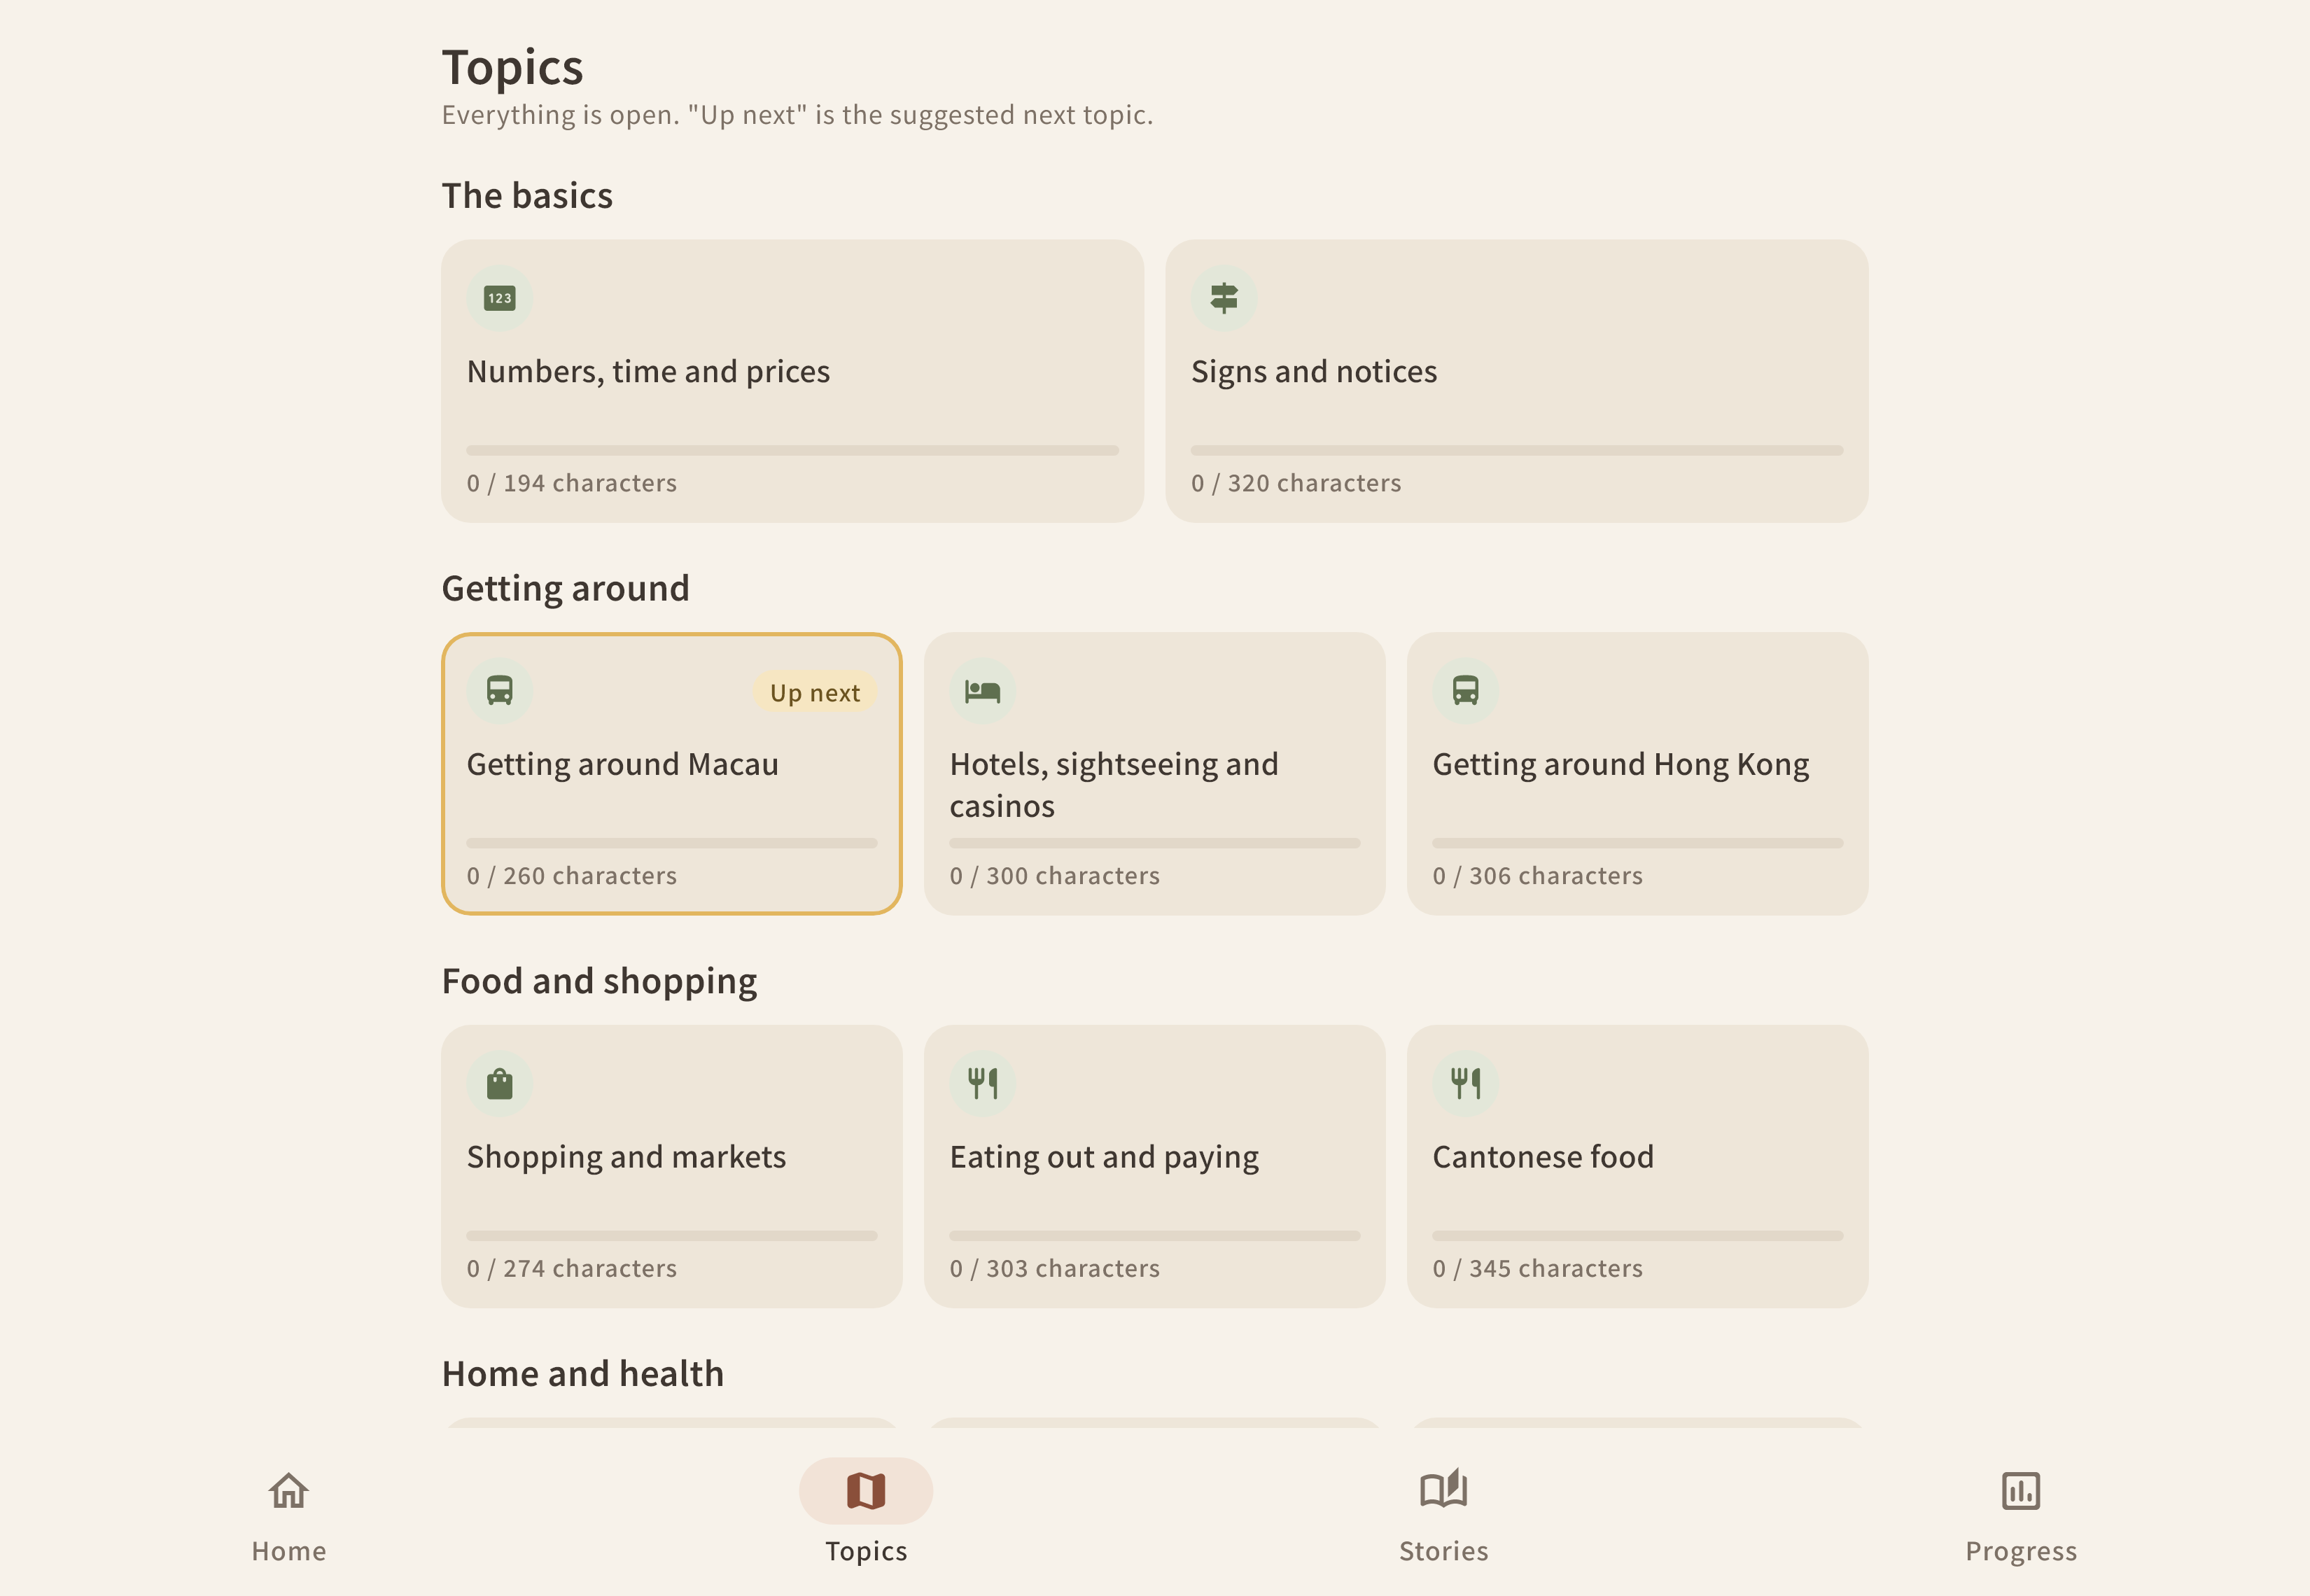 Topics
Everything is open. "Up next" is the suggested next topic.
The basics
123
Numbers, time and prices
0 / 194 characters
Signs and notices
0 / 320 characters
Getting around
Up next
Getting around Macau
0 / 260 characters
Hotels, sightseeing and
casinos
0 / 300 characters
Getting around Hong Kong
0 / 306 characters
Food and shopping
Shopping and markets
0 / 274 characters
Eating out and paying
0 / 303 characters
Cantonese food
0 / 345 characters
Home and health
Home
Topics
Stories
Progress